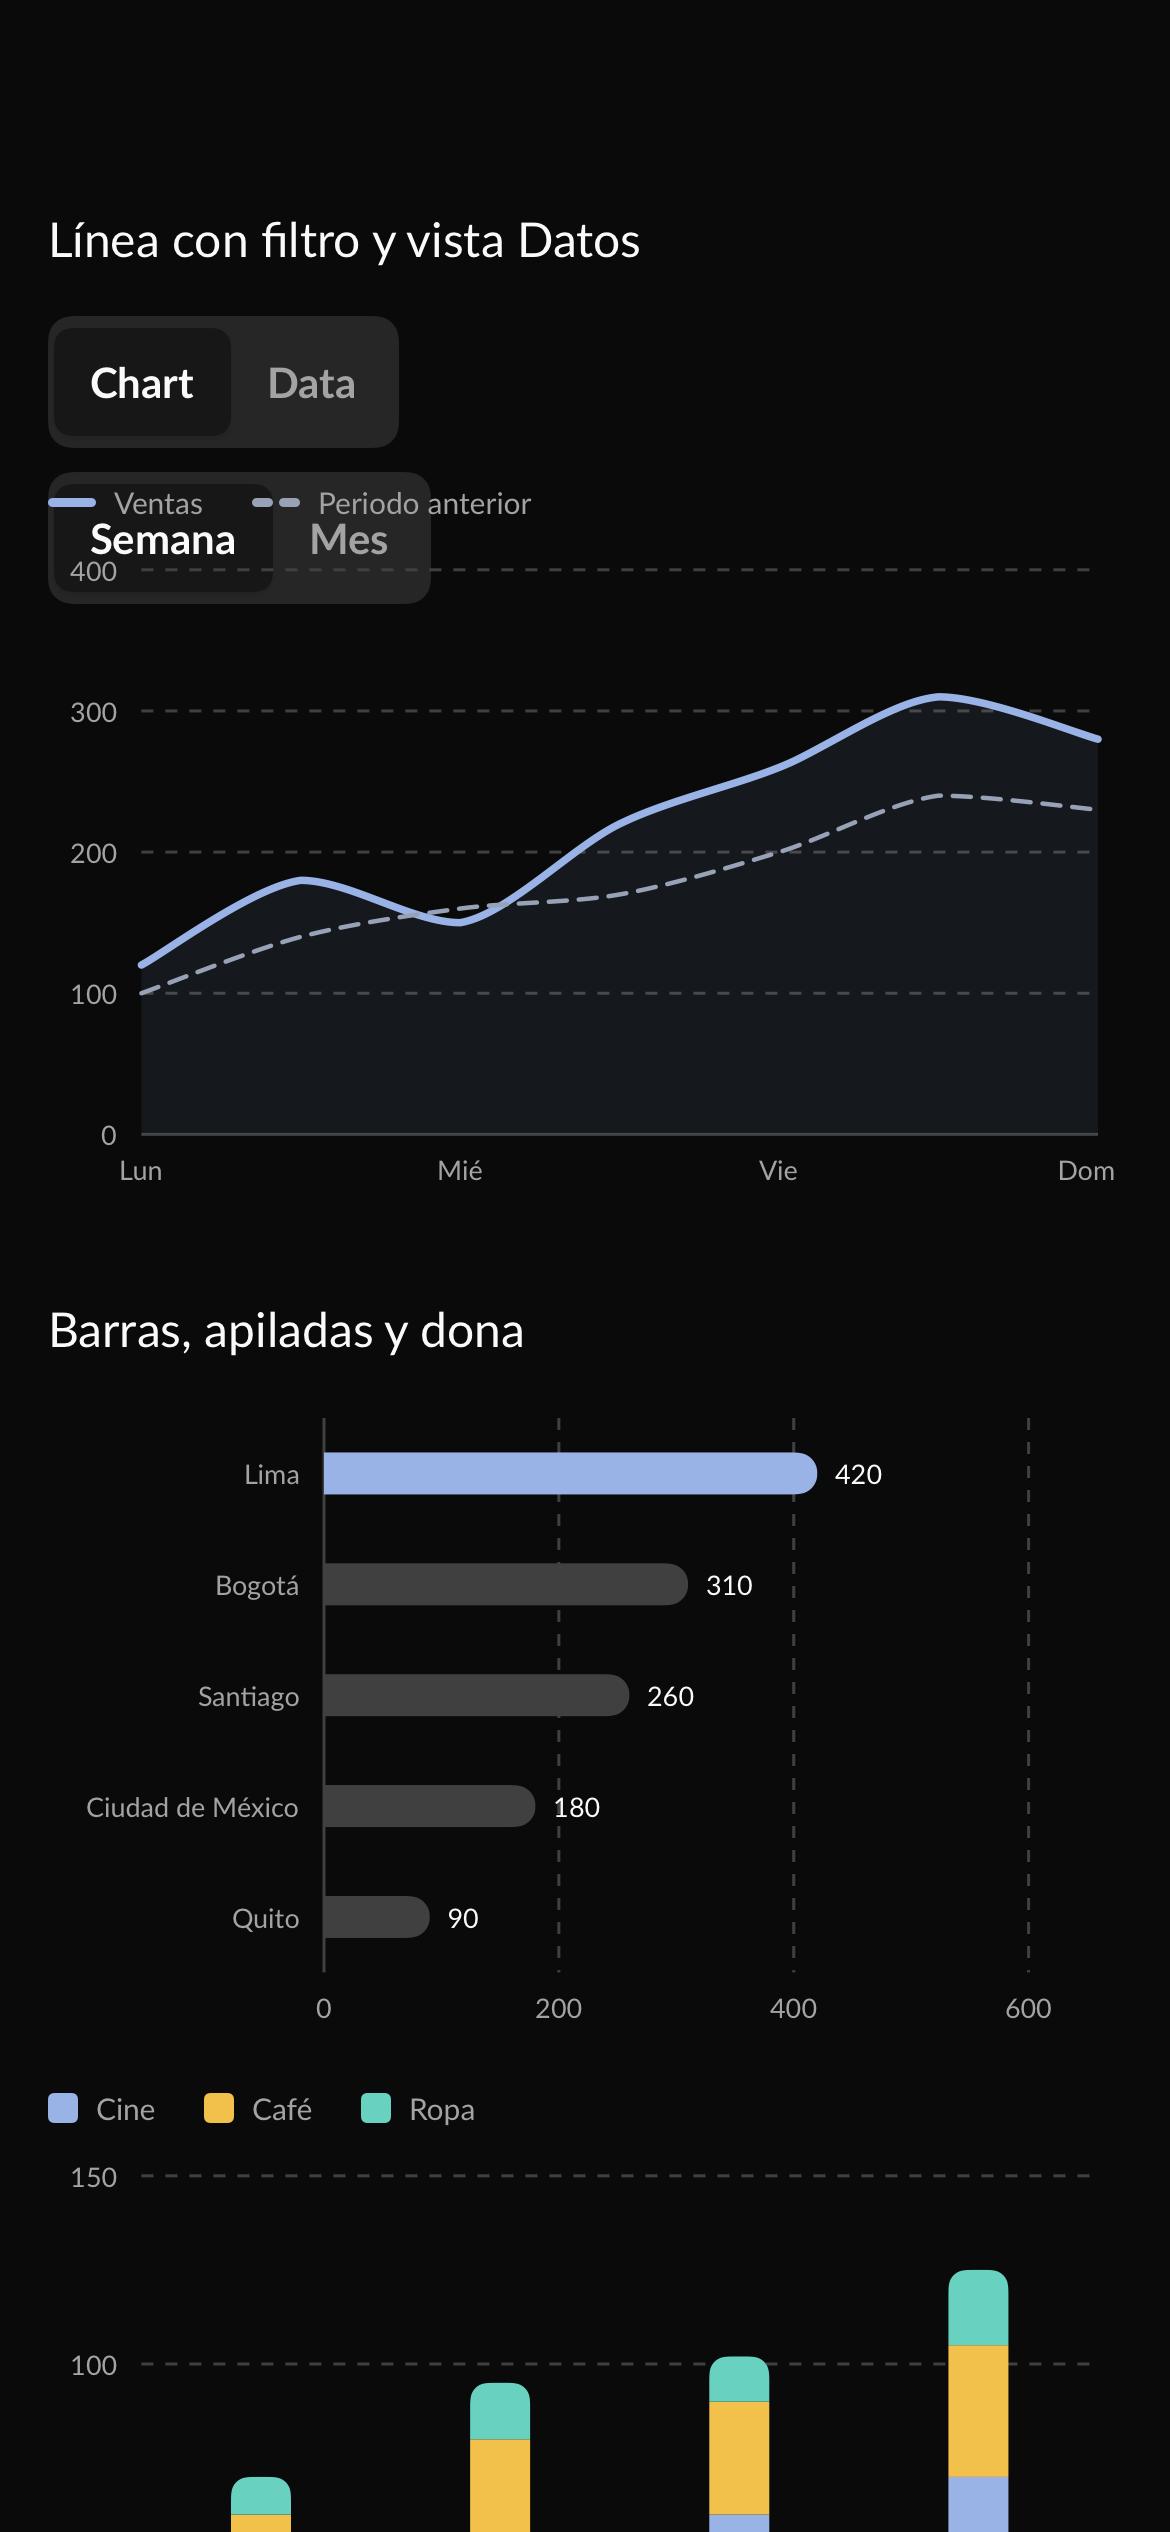 Línea con filtro y vista Datos
Chart Data
Ventas Periodo anterior
Semana Mes
400
300
200
100
0
Lun Mié Vie Dom
Barras, apiladas y dona
Lima 420
Bogotá 310
Santiago 260
Ciudad de México 180
Quito 90
0 200 400 600
Cine Café Ropa
150
100